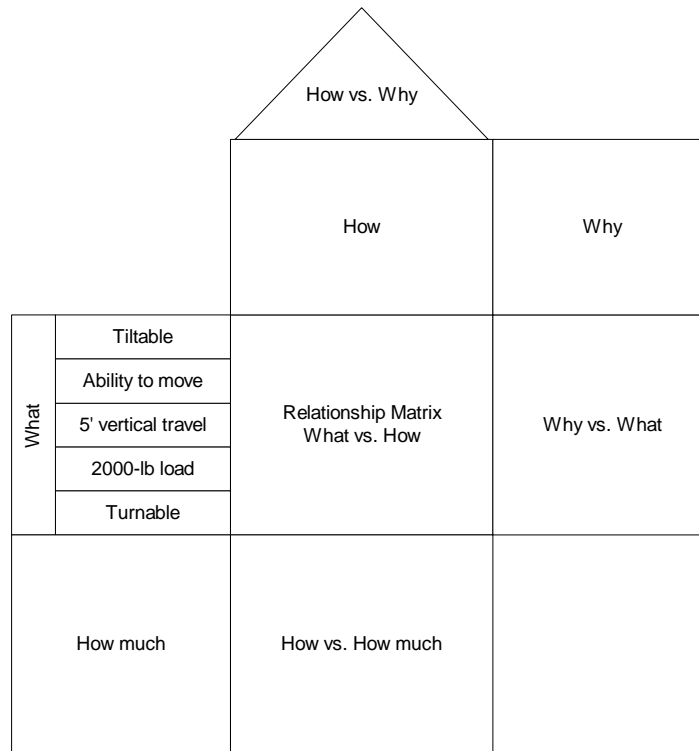 How vs. Why
How
Why
What
Tiltable
Ability to move
5' vertical travel
2000-lb load
Turnable
Relationship Matrix
What vs. How
Why vs. What
How much
How vs. How much